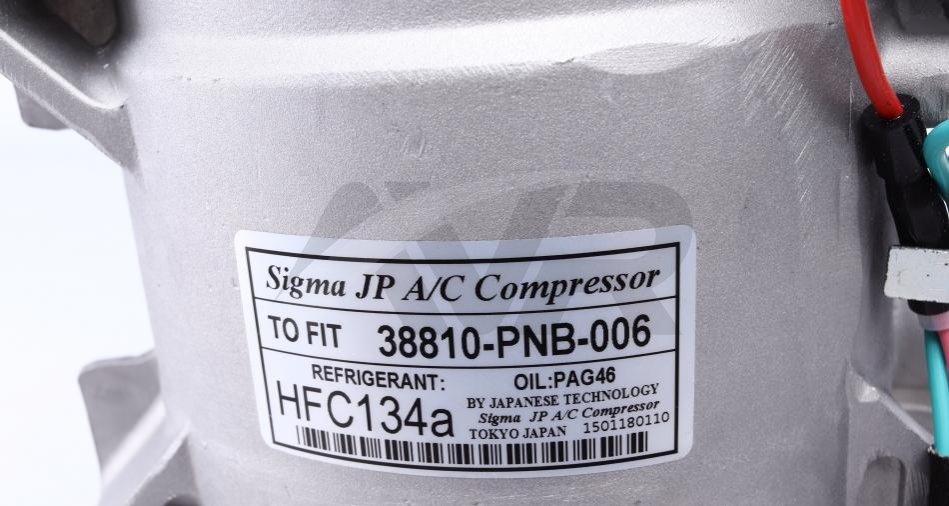 Sigma JP A/C Compressor
TO FIT 38810-PNB-006
REFRIGERANT: OIL:PAG46
HFC134a BY JAPANESE TECHNOLOGY
Sigma JP A/C Compressor
TOKYO JAPAN 1501180110